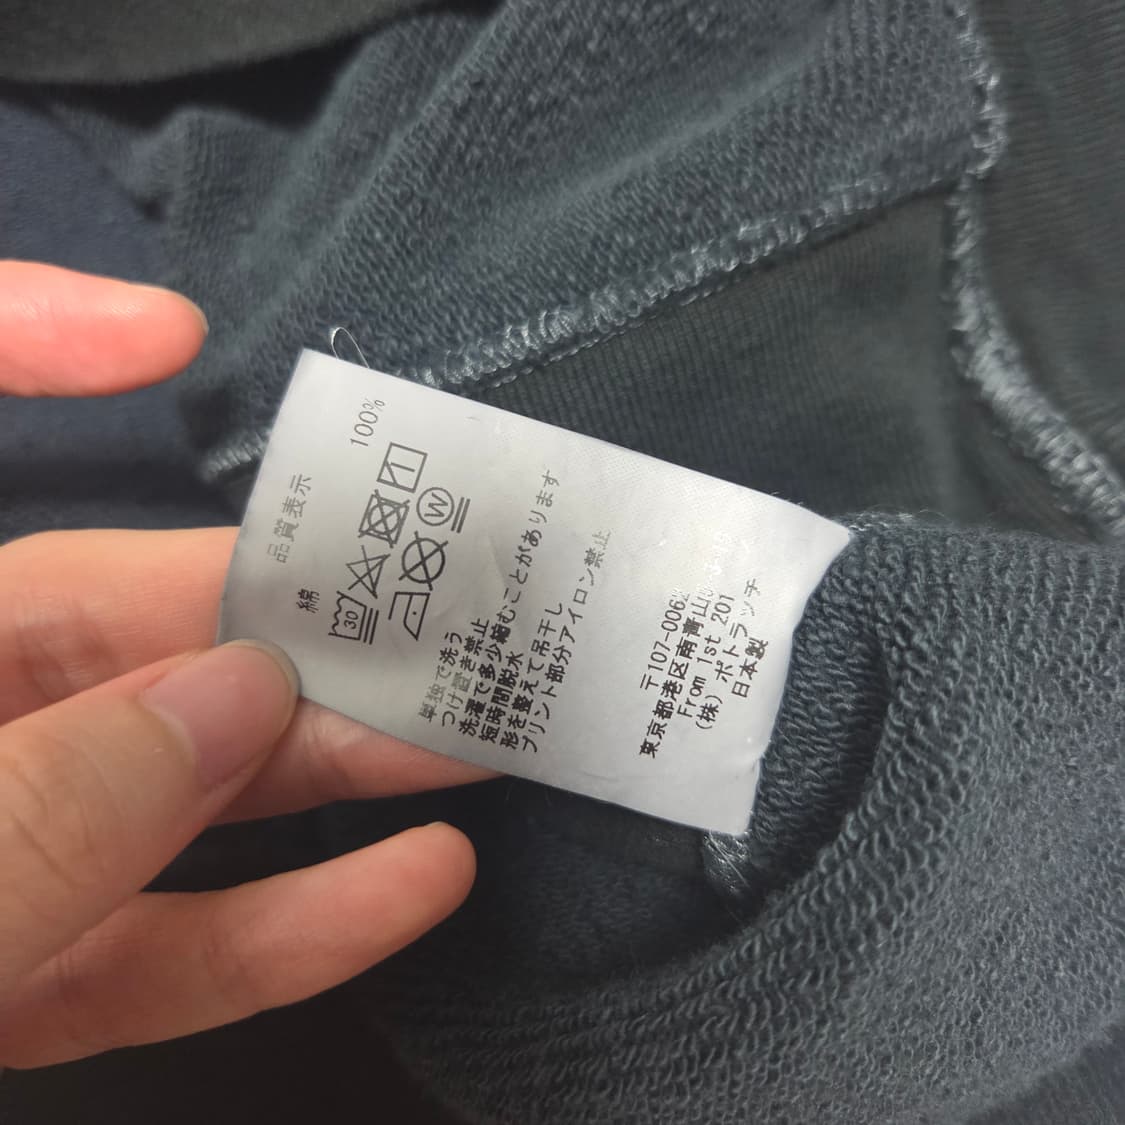 品質表示
綿 100%
30
W
単独で洗う
つけ置き禁止
洗濯で多少縮むことがあります
短時間脱水
形を整えて吊干し
プリント部分アイロン禁止
〒107-0062
東京都港区南青山
From 1st 201
(株) ポトラッチ
日本製